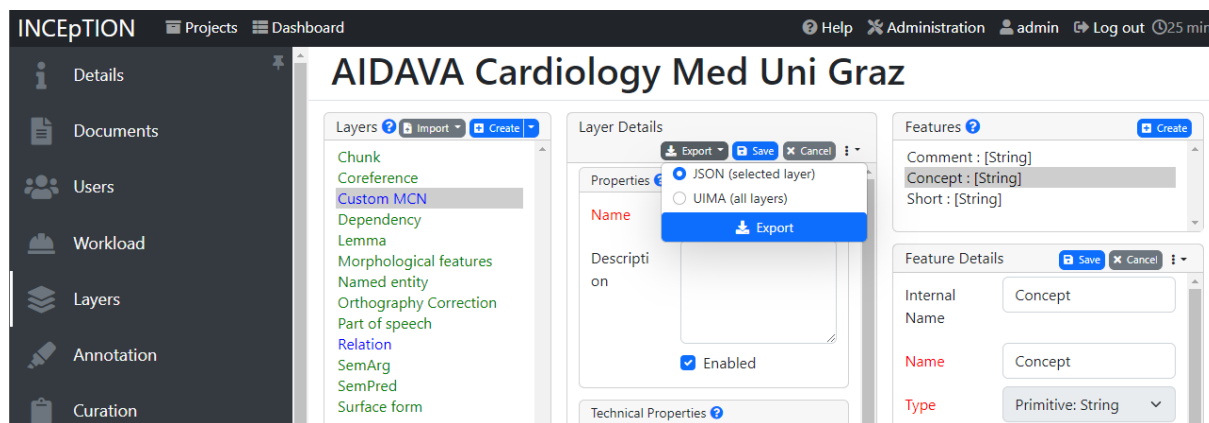 INCEpTION Projects Dashboard Help Administration admin Log out 25 min
Details
Documents
Users
Workload
Layers
Annotation
Curation
AIDAVA Cardiology Med Uni Graz
Layers Import Create
Chunk
Coreference
Custom MCN
Dependency
Lemma
Morphological features
Named entity
Orthography Correction
Part of speech
Relation
SemArg
SemPred
Surface form
Layer Details
Export Save Cancel
JSON (selected layer)
UIMA (all layers)
Export
Properties
Name
Descripti
on
Enabled
Technical Properties
Features Create
Comment : [String]
Concept : [String]
Short : [String]
Feature Details Save Cancel
Internal Concept
Name
Name Concept
Type Primitive: String